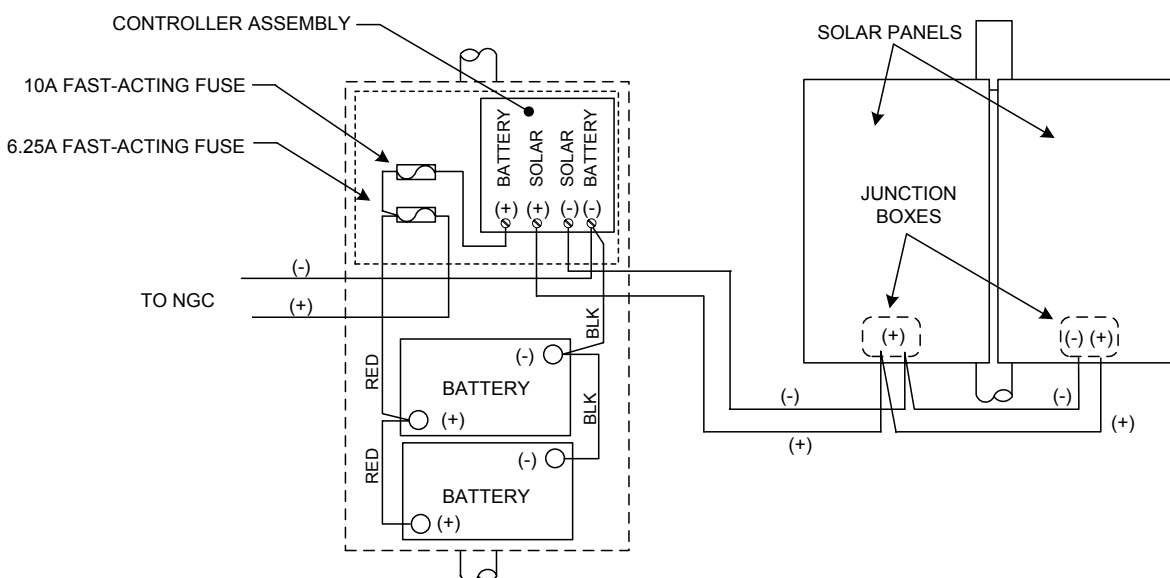 CONTROLLER ASSEMBLY
SOLAR PANELS
10A FAST-ACTING FUSE
6.25A FAST-ACTING FUSE
BATTERY
SOLAR
SOLAR
BATTERY
(+)
(+)
(-)
(-)
JUNCTION
BOXES
(-)
TO NGC
(+)
BLK
(+)
(-)
(+)
RED
(-)
BATTERY
(+)
BLK
(-)
(-)
(+)
(+)
RED
(-)
BATTERY
(+)